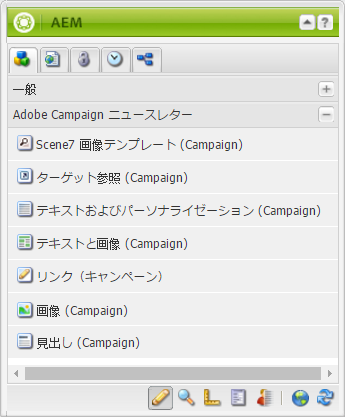 AEM
一般
Adobe Campaign ニュースレター
Scene7 画像テンプレート (Campaign)
ターゲット参照 (Campaign)
テキストおよびパーソナライゼーション (Campaign)
テキストと画像 (Campaign)
リンク（キャンペーン）
画像 (Campaign)
見出し (Campaign)